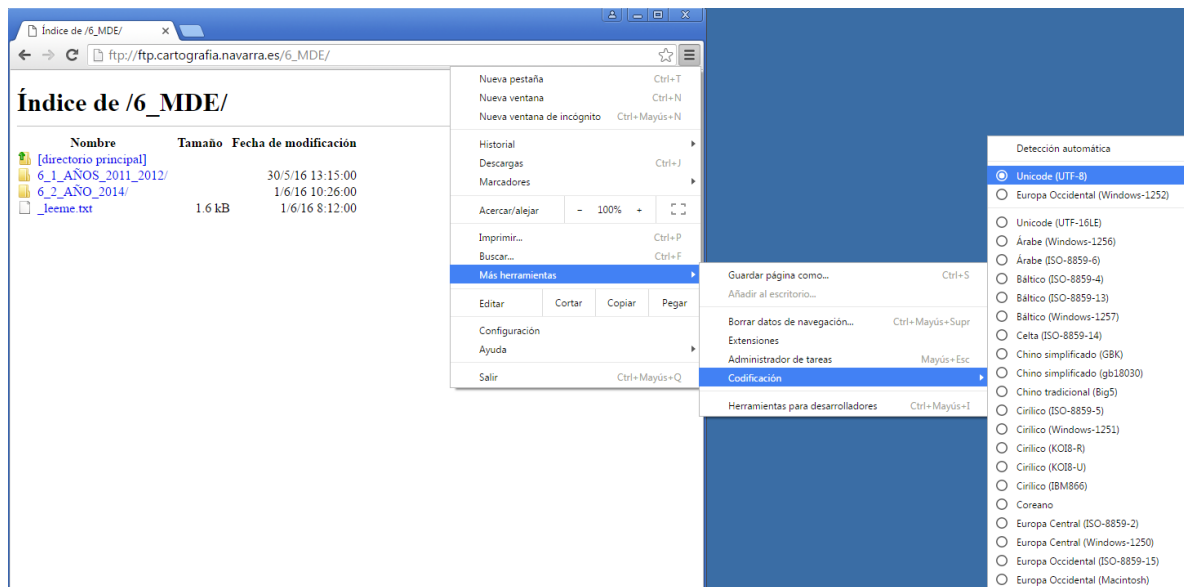 Índice de /6_MDE/
ftp://ftp.cartografia.navarra.es/6_MDE/
Índice de /6_MDE/
Nombre Tamaño Fecha de modificación
[directorio principal]
6_1_AÑOS_2011_2012/ 30/5/16 13:15:00
6_2_AÑO_2014/ 1/6/16 10:26:00
_leeme.txt 1.6 kB 1/6/16 8:12:00
Nueva pestaña Ctrl+T
Nueva ventana Ctrl+N
Nueva ventana de incógnito Ctrl+Mayús+N
Historial
Descargas Ctrl+J
Marcadores
Acercar/alejar - 100% +
Imprimir... Ctrl+P
Buscar... Ctrl+F
Más herramientas
Editar Cortar Copiar Pegar
Configuración
Ayuda
Salir Ctrl+Mayús+Q
Guardar página como... Ctrl+S
Añadir al escritorio...
Borrar datos de navegación... Ctrl+Mayús+Supr
Extensiones
Administrador de tareas Mayús+Esc
Codificación
Herramientas para desarrolladores Ctrl+Mayús+I
Detección automática
Unicode (UTF-8)
Europa Occidental (Windows-1252)
Unicode (UTF-16LE)
Árabe (Windows-1256)
Árabe (ISO-8859-6)
Báltico (ISO-8859-4)
Báltico (ISO-8859-13)
Báltico (Windows-1257)
Celta (ISO-8859-14)
Chino simplificado (GBK)
Chino simplificado (gb18030)
Chino tradicional (Big5)
Cirílico (ISO-8859-5)
Cirílico (Windows-1251)
Cirílico (KOI8-R)
Cirílico (KOI8-U)
Cirílico (IBM866)
Coreano
Europa Central (ISO-8859-2)
Europa Central (Windows-1250)
Europa Occidental (ISO-8859-15)
Europa Occidental (Macintosh)